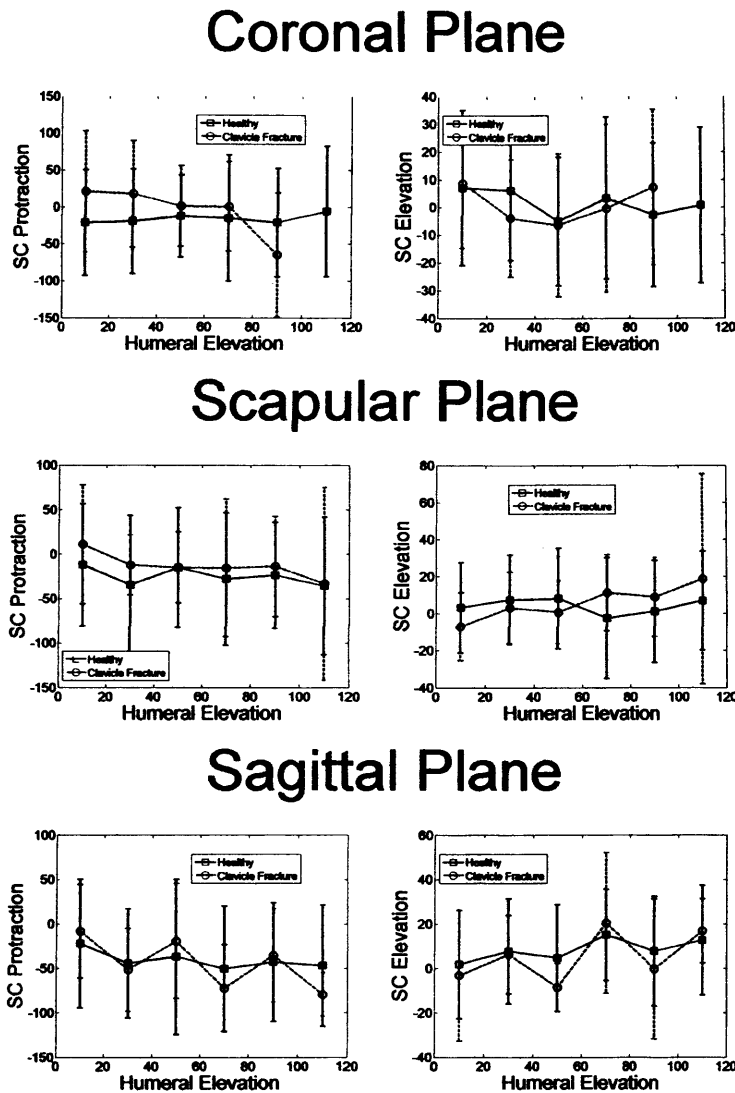 Coronal Plane
150
100
50
0
-50
-100
-150
SC Protraction
Healthy
Clavicle Fracture
0 20 40 60 80 100 120
Humeral Elevation
40
30
20
10
0
-10
-20
-30
-40
SC Elevation
Healthy
Clavicle Fracture
0 20 40 60 80 100 120
Humeral Elevation
Scapular Plane
100
50
0
-50
-100
-150
SC Protraction
Healthy
Clavicle Fracture
0 20 40 60 80 100 120
Humeral Elevation
80
60
40
20
0
-20
-40
SC Elevation
Healthy
Clavicle Fracture
0 20 40 60 80 100 120
Humeral Elevation
Sagittal Plane
100
50
0
-50
-100
-150
SC Protraction
Healthy
Clavicle Fracture
0 20 40 60 80 100 120
Humeral Elevation
60
40
20
0
-20
-40
SC Elevation
Healthy
Clavicle Fracture
0 20 40 60 80 100 120
Humeral Elevation